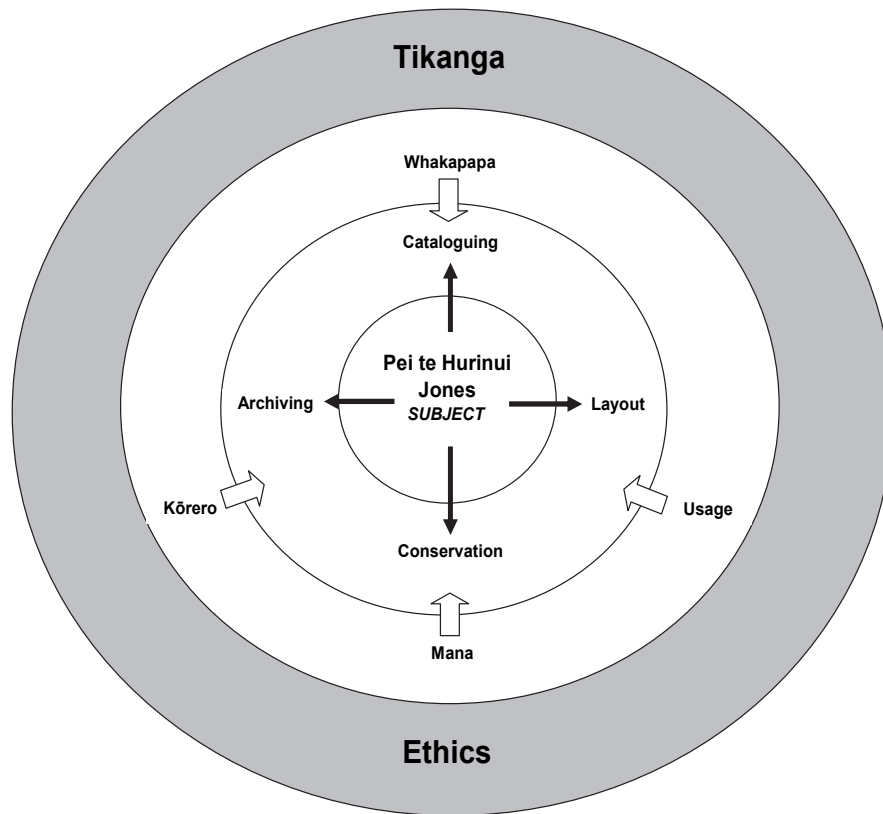 Tikanga
Whakapapa
Cataloguing
Pei te Hurinui
Jones
SUBJECT
Archiving
Layout
Kōrero
Usage
Conservation
Mana
Ethics